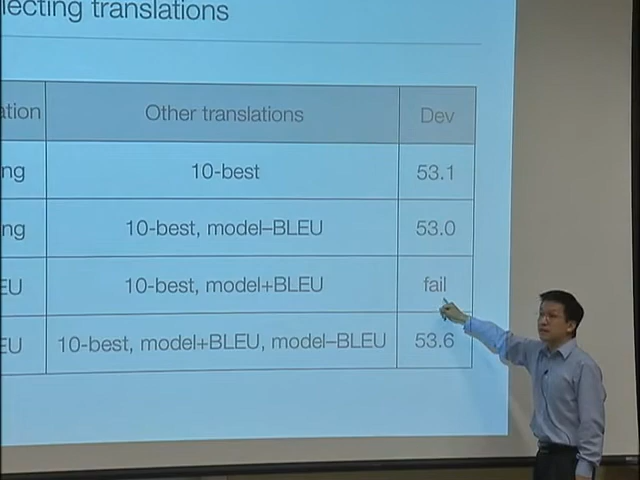 lecting translations
ation Other translations Dev
ng 10-best 53.1
ng 10-best, model–BLEU 53.0
EU 10-best, model+BLEU fail
EU 10-best, model+BLEU, model–BLEU 53.6